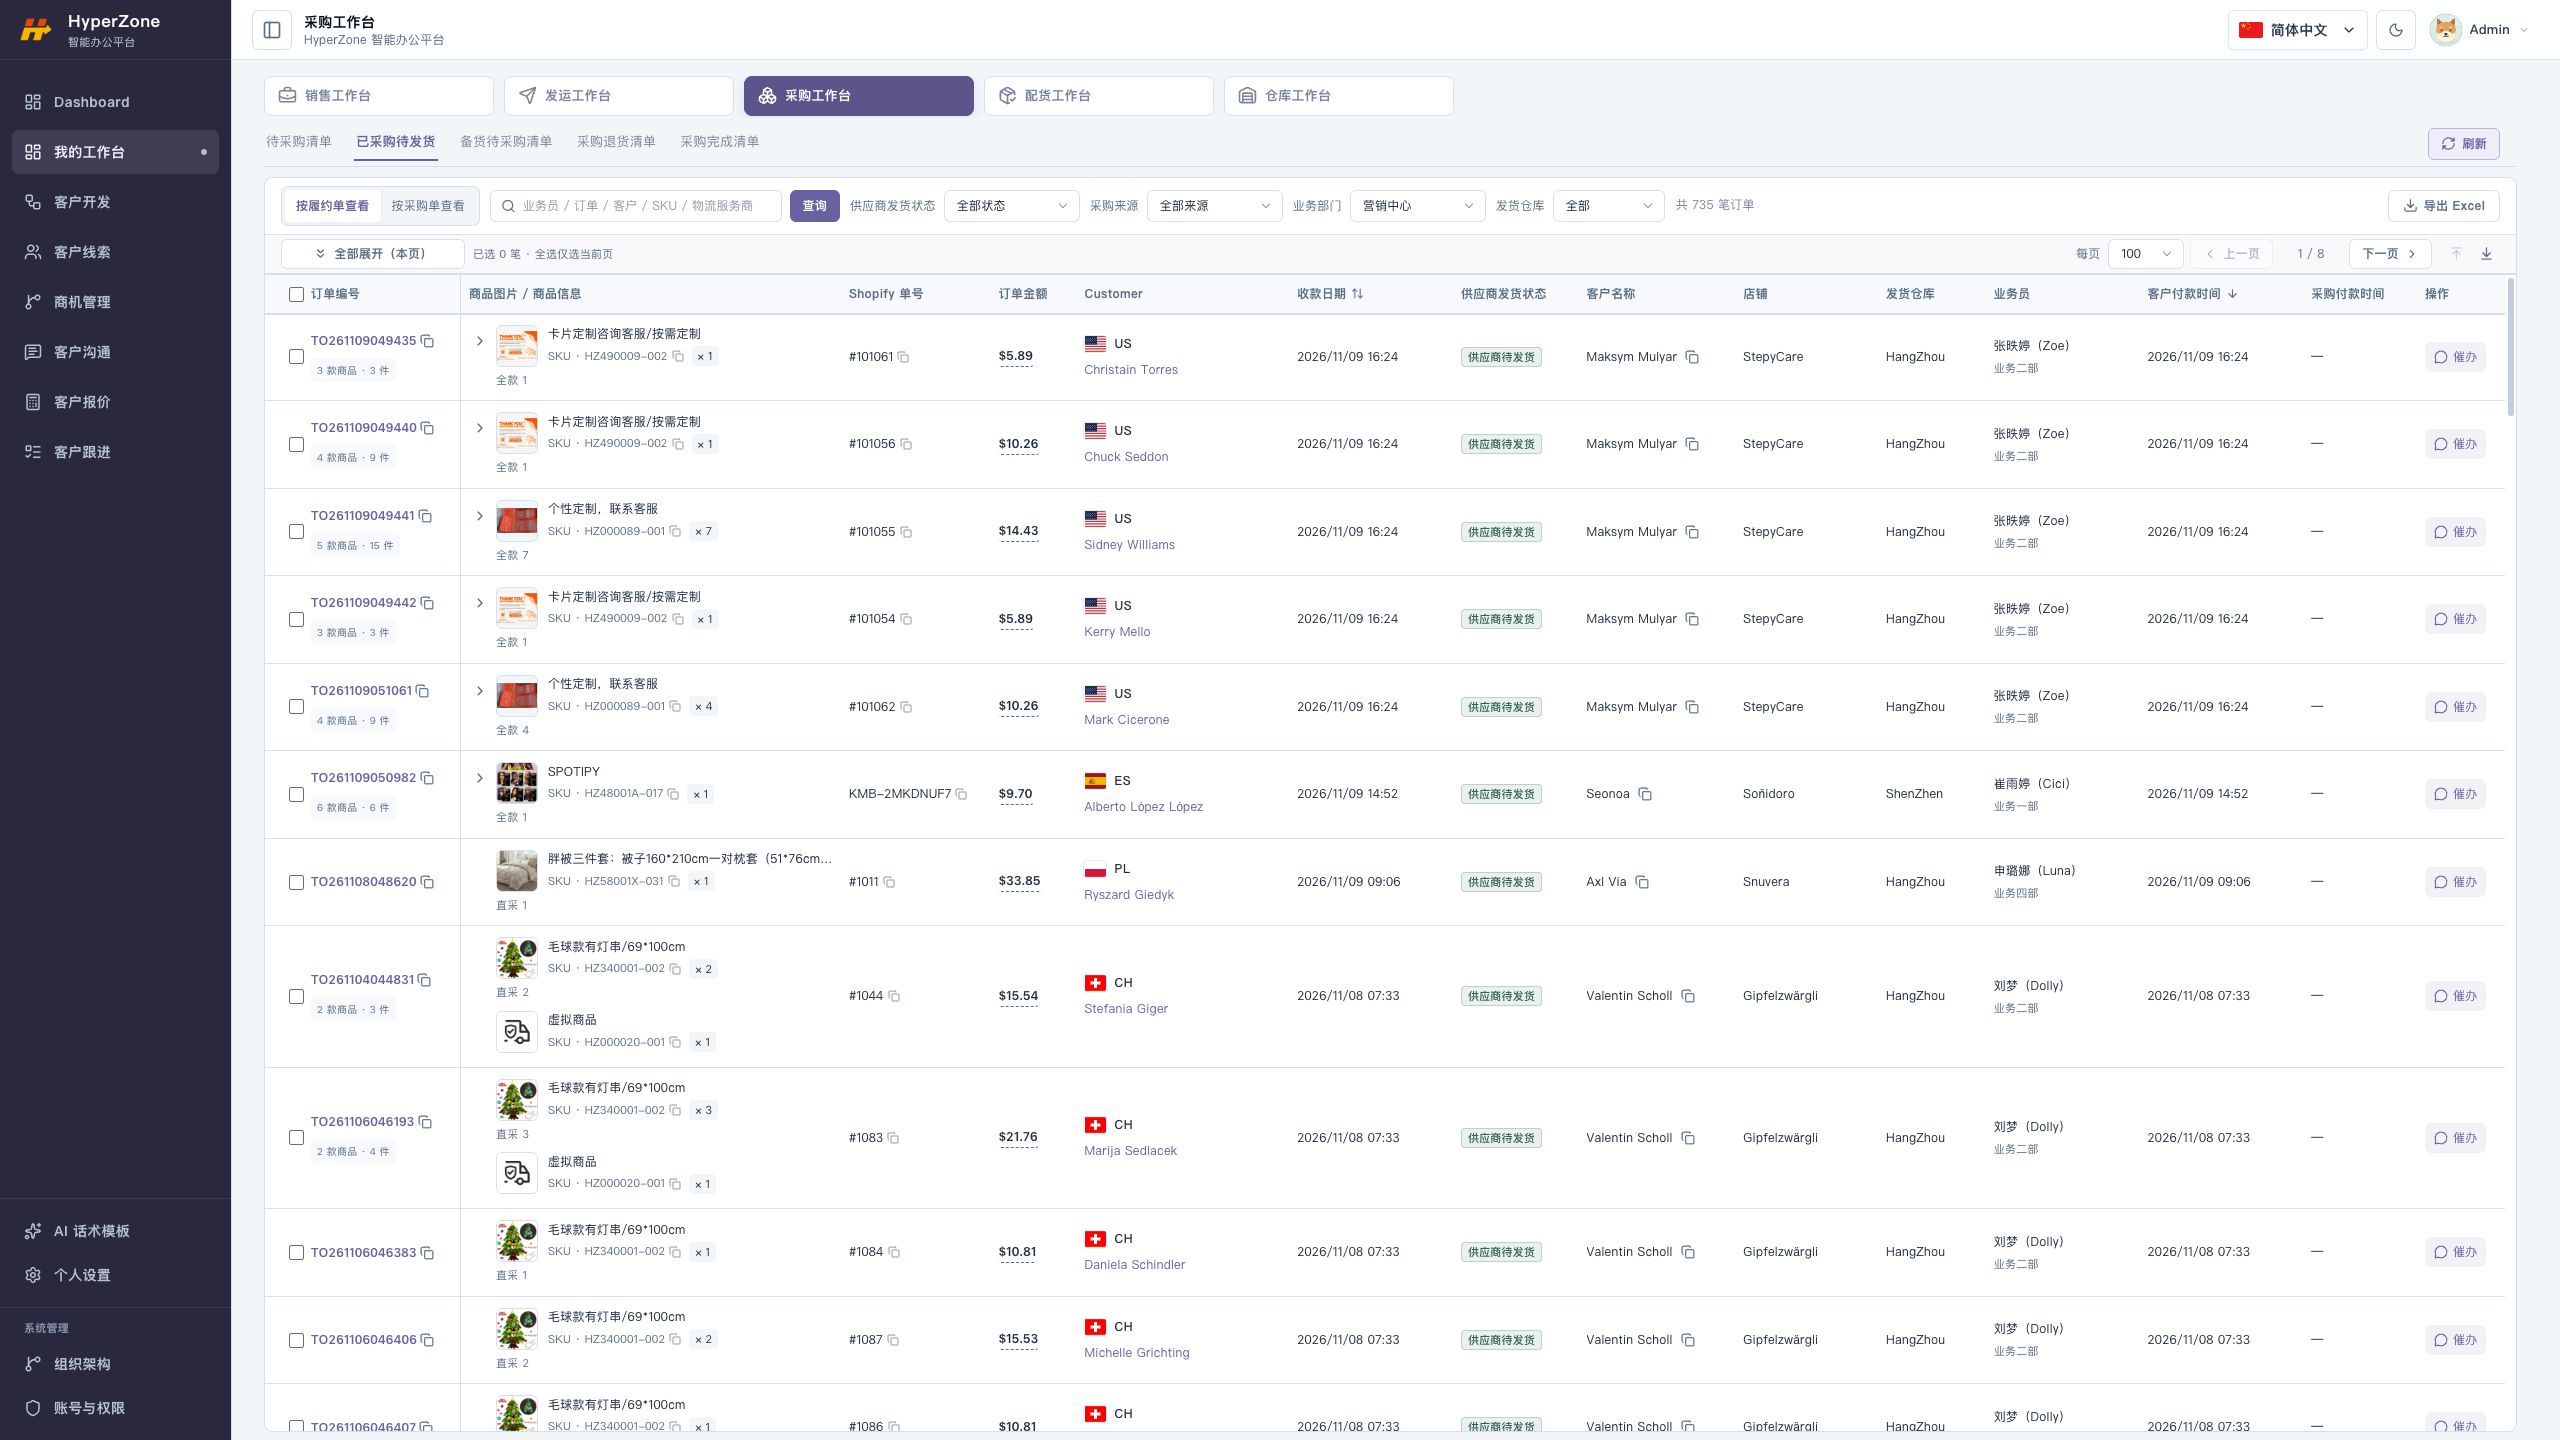 HyperZone
智能办公平台
Dashboard
我的工作台
客户开发
客户线索
商机管理
客户沟通
客户报价
客户跟进
AI 话术模板
个人设置
系统管理
组织架构
账号与权限
采购工作台
HyperZone 智能办公平台
简体中文
Admin
销售工作台 发运工作台 采购工作台 配货工作台 仓库工作台
待采购清单 已采购待发货 备货待采购清单 采购退货清单 采购完成清单
刷新
按履约单查看 按采购单查看 业务员 / 订单 / 客户 / SKU / 物流服务商 查询 供应商发货状态 全部状态 采购来源 全部来源 业务部门 营销中心 发货仓库 全部 共 735 笔订单 导出 Excel
全部展开（本页） 已选 0 笔 · 全选仅选当前页 每页 100 上一页 1 / 8 下一页
订单编号 商品图片 / 商品信息 Shopify 单号 订单金额 Customer 收款日期 供应商发货状态 客户名称 店铺 发货仓库 业务员 客户付款时间 采购付款时间 操作
TO261109049435
3 款商品 · 3 件
卡片定制咨询客服/按需定制
SKU · HZ490009-002 × 1
全款 1
#101061 $5.89
US
Christain Torres
2026/11/09 16:24 供应商待发货 Maksym Mulyar StepyCare HangZhou
张昳婷（Zoe）
业务二部
2026/11/09 16:24 — 催办
TO261109049440
4 款商品 · 9 件
卡片定制咨询客服/按需定制
SKU · HZ490009-002 × 1
全款 1
#101056 $10.26
US
Chuck Seddon
2026/11/09 16:24 供应商待发货 Maksym Mulyar StepyCare HangZhou
张昳婷（Zoe）
业务二部
2026/11/09 16:24 — 催办
TO261109049441
5 款商品 · 15 件
个性定制，联系客服
SKU · HZ000089-001 × 7
全款 7
#101055 $14.43
US
Sidney Williams
2026/11/09 16:24 供应商待发货 Maksym Mulyar StepyCare HangZhou
张昳婷（Zoe）
业务二部
2026/11/09 16:24 — 催办
TO261109049442
3 款商品 · 3 件
卡片定制咨询客服/按需定制
SKU · HZ490009-002 × 1
全款 1
#101054 $5.89
US
Kerry Mello
2026/11/09 16:24 供应商待发货 Maksym Mulyar StepyCare HangZhou
张昳婷（Zoe）
业务二部
2026/11/09 16:24 — 催办
TO261109051061
4 款商品 · 9 件
个性定制，联系客服
SKU · HZ000089-001 × 4
全款 4
#101062 $10.26
US
Mark Cicerone
2026/11/09 16:24 供应商待发货 Maksym Mulyar StepyCare HangZhou
张昳婷（Zoe）
业务二部
2026/11/09 16:24 — 催办
TO261109050982
6 款商品 · 6 件
SPOTIPY
SKU · HZ48001A-017 × 1
全款 1
KMB-2MKDNUF7 $9.70
ES
Alberto López López
2026/11/09 14:52 供应商待发货 Seonoa Soñidoro ShenZhen
崔雨婷（Cici）
业务一部
2026/11/09 14:52 — 催办
TO261108048620
胖被三件套：被子160*210cm一对枕套（51*76cm...
SKU · HZ58001X-031 × 1
直采 1
#1011 $33.85
PL
Ryszard Giedyk
2026/11/09 09:06 供应商待发货 Axl Via Snuvera HangZhou
申璐娜（Luna）
业务四部
2026/11/09 09:06 — 催办
TO261104044831
2 款商品 · 3 件
毛球款有灯串/69*100cm
SKU · HZ340001-002 × 2
直采 2
虚拟商品
SKU · HZ000020-001 × 1
#1044 $15.54
CH
Stefania Giger
2026/11/08 07:33 供应商待发货 Valentin Scholl Gipfelzwärgli HangZhou
刘梦（Dolly）
业务二部
2026/11/08 07:33 — 催办
TO261106046193
2 款商品 · 4 件
毛球款有灯串/69*100cm
SKU · HZ340001-002 × 3
直采 3
虚拟商品
SKU · HZ000020-001 × 1
#1083 $21.76
CH
Marija Sedlacek
2026/11/08 07:33 供应商待发货 Valentin Scholl Gipfelzwärgli HangZhou
刘梦（Dolly）
业务二部
2026/11/08 07:33 — 催办
TO261106046383
毛球款有灯串/69*100cm
SKU · HZ340001-002 × 1
直采 1
#1084 $10.81
CH
Daniela Schindler
2026/11/08 07:33 供应商待发货 Valentin Scholl Gipfelzwärgli HangZhou
刘梦（Dolly）
业务二部
2026/11/08 07:33 — 催办
TO261106046406
毛球款有灯串/69*100cm
SKU · HZ340001-002 × 2
直采 2
#1087 $15.53
CH
Michelle Grichting
2026/11/08 07:33 供应商待发货 Valentin Scholl Gipfelzwärgli HangZhou
刘梦（Dolly）
业务二部
2026/11/08 07:33 — 催办
TO261106046407
毛球款有灯串/69*100cm
SKU · HZ340001-002 × 1
#1086 $10.81
CH
2026/11/08 07:33 供应商待发货 Valentin Scholl Gipfelzwärgli HangZhou
刘梦（Dolly）
2026/11/08 07:33 — 催办